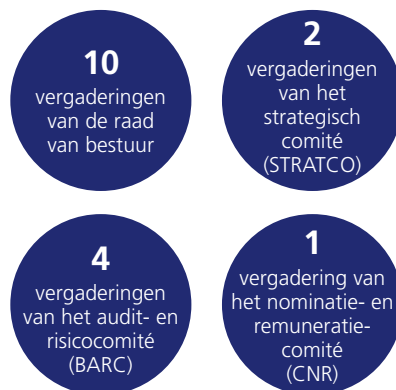 10
vergaderingen
van de raad
van bestuur
2
vergaderingen
van het
strategisch
comité
(STRATCO)
4
vergaderingen
van het audit- en
risicocomité
(BARC)
1
vergadering van
het nominatie- en
remuneratie-
comité
(CNR)